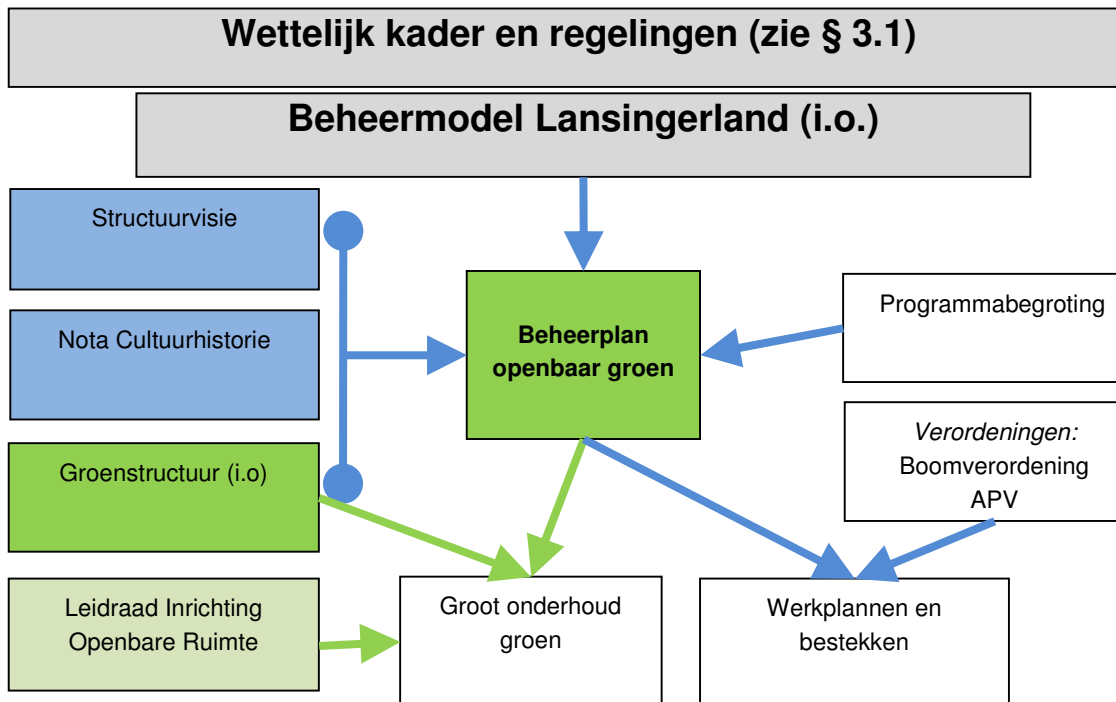 Wettelijk kader en regelingen (zie § 3.1)
Beheermodel Lansingerland (i.o.)
Structuurvisie
Nota Cultuurhistorie
Groenstructuur (i.o)
Leidraad Inrichting
Openbare Ruimte
Beheerplan
openbaar groen
Programmabegroting
Verordeningen:
Boomverordening
APV
Groot onderhoud
groen
Werkplannen en
bestekken